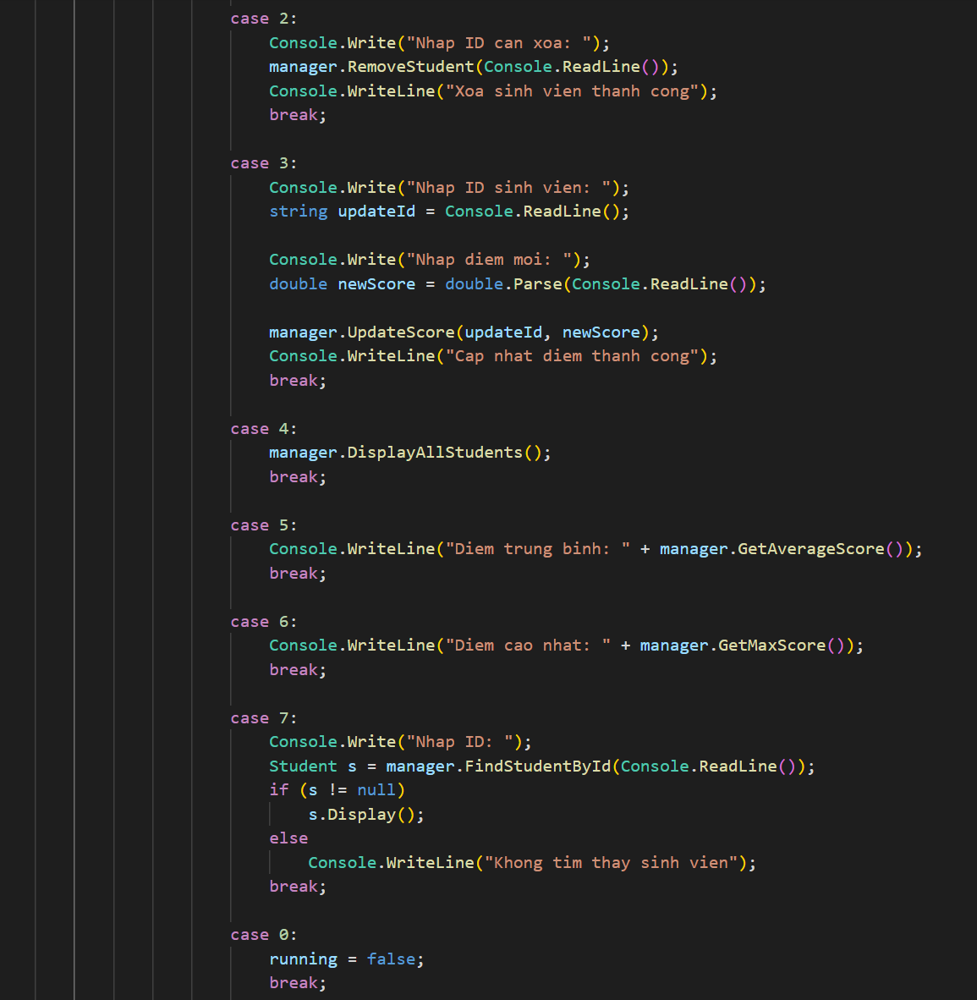 case 2:
Console.Write("Nhap ID can xoa: ");
manager.RemoveStudent(Console.ReadLine());
Console.WriteLine("Xoa sinh vien thanh cong");
break;
case 3:
Console.Write("Nhap ID sinh vien: ");
string updateId = Console.ReadLine();
Console.Write("Nhap diem moi: ");
double newScore = double.Parse(Console.ReadLine());
manager.UpdateScore(updateId, newScore);
Console.WriteLine("Cap nhat diem thanh cong");
break;
case 4:
manager.DisplayAllStudents();
break;
case 5:
Console.WriteLine("Diem trung binh: " + manager.GetAverageScore());
break;
case 6:
Console.WriteLine("Diem cao nhat: " + manager.GetMaxScore());
break;
case 7:
Console.Write("Nhap ID: ");
Student s = manager.FindStudentById(Console.ReadLine());
if (s != null)
s.Display();
else
Console.WriteLine("Khong tim thay sinh vien");
break;
case 0:
running = false;
break;